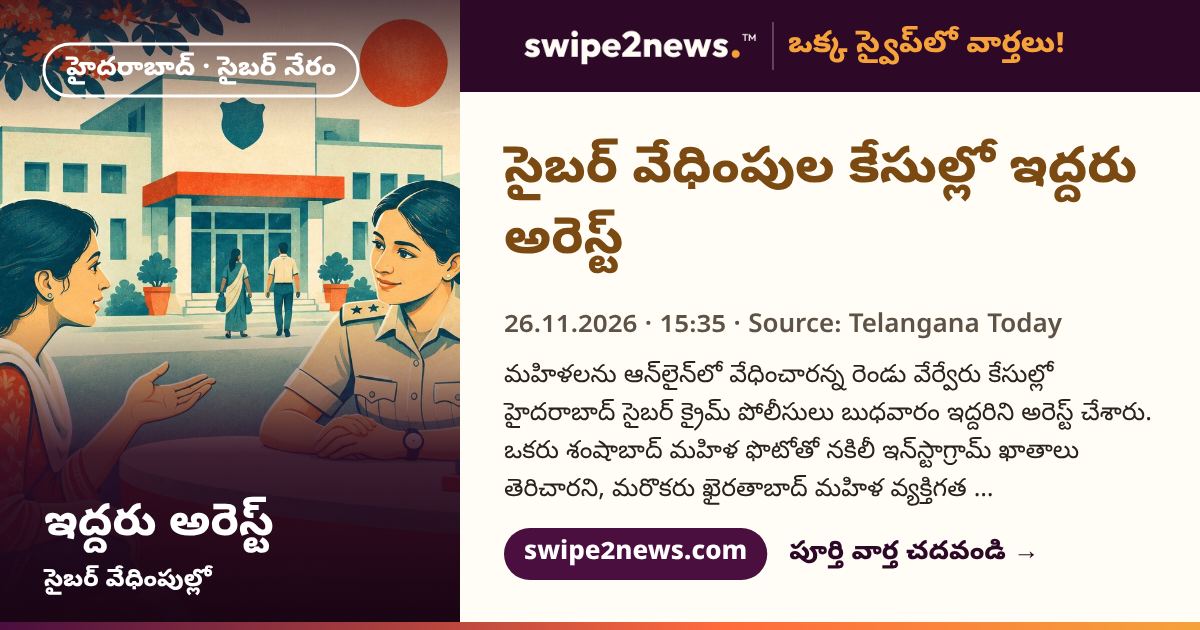 హైదరాబాద్ · సైబర్ నేరం
ఇద్దరు అరెస్ట్
సైబర్ వేధింపుల్లో
swipe2news.™ ఒక్క స్వైప్‌లో వార్తలు!
సైబర్ వేధింపుల కేసుల్లో ఇద్దరు
అరెస్ట్
26.11.2026 · 15:35 · Source: Telangana Today
మహిళలను ఆన్‌లైన్‌లో వేధించారన్న రెండు వేర్వేరు కేసుల్లో
హైదరాబాద్ సైబర్ క్రైమ్ పోలీసులు బుధవారం ఇద్దరిని అరెస్ట్ చేశారు.
ఒకరు శంషాబాద్ మహిళ ఫొటోతో నకిలీ ఇన్‌స్టాగ్రామ్ ఖాతాలు
తెరిచారని, మరొకరు ఖైరతాబాద్ మహిళ వ్యక్తిగత ...
swipe2news.com పూర్తి వార్త చదవండి →